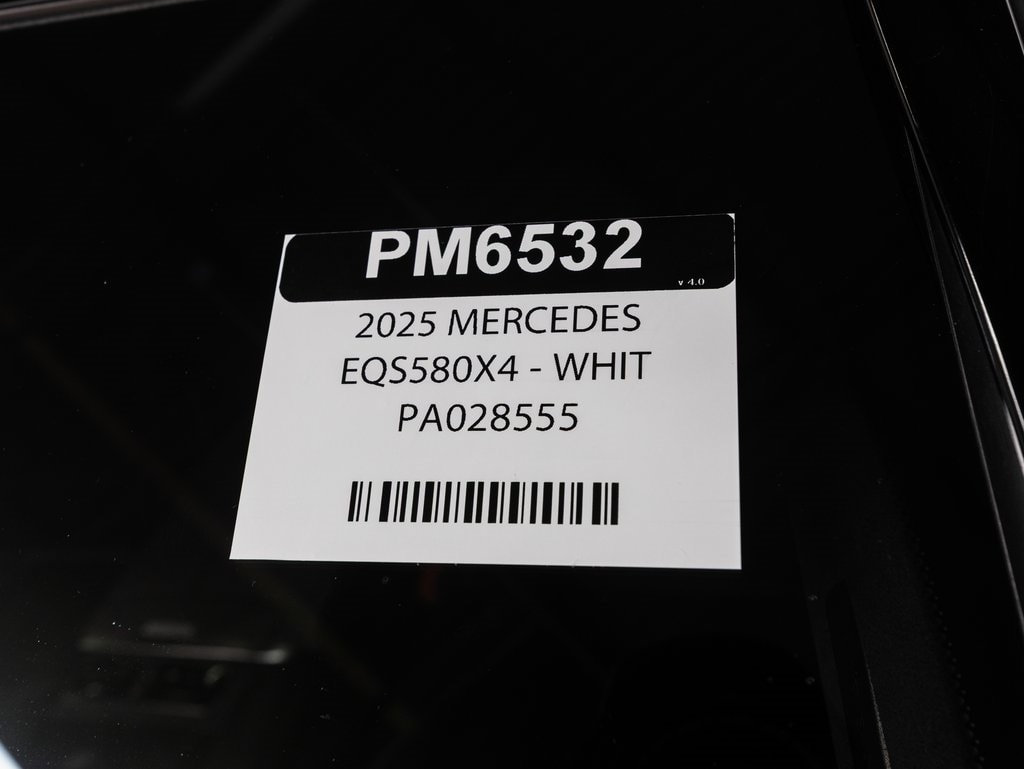 PM6532
v 4.0
2025 MERCEDES
EQS580X4 - WHIT
PA028555